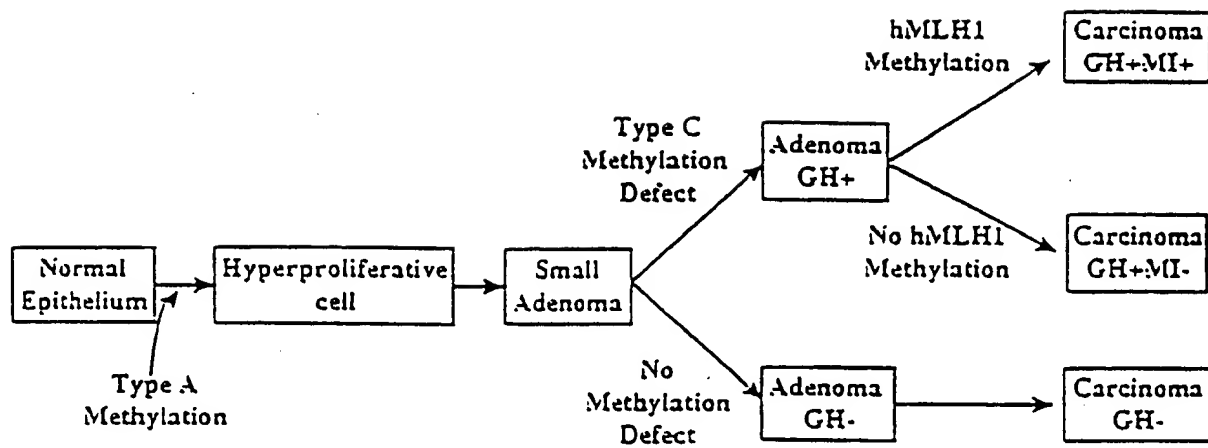 Normal
Epithelium
Type A
Methylation
Hyperproliferative
cell
Small
Adenoma
Type C
Methylation
Defect
Adenoma
GH+
hMLH1
Methylation
Carcinoma
GH+MI+
No hMLH1
Methylation
Carcinoma
GH+MI-
No
Methylation
Defect
Adenoma
GH-
Carcinoma
GH-